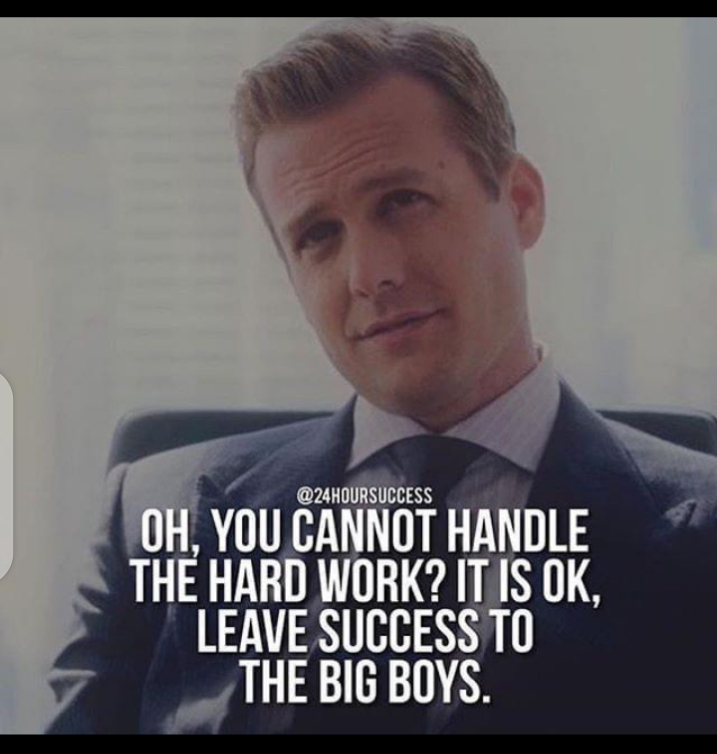 @24HOURSUCCESS
OH, YOU CANNOT HANDLE
THE HARD WORK? IT IS OK,
LEAVE SUCCESS TO
THE BIG BOYS.